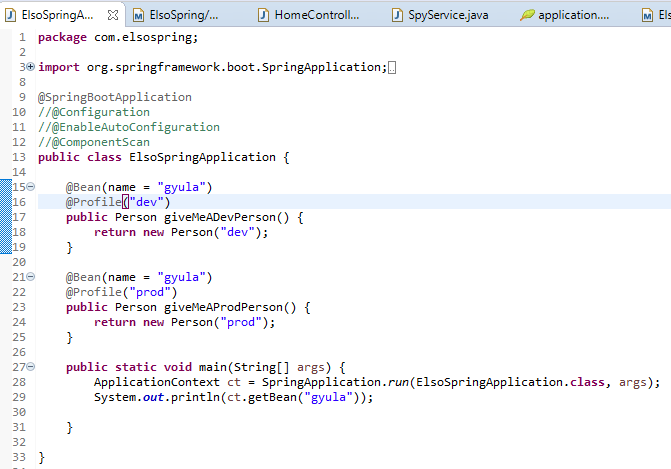 ElsoSpringA... ElsoSpring/... HomeControll... SpyService.java application.... Els
1 package com.elsospring;
2
3 import org.springframework.boot.SpringApplication;
8
9 @SpringBootApplication
10 //@Configuration
11 //@EnableAutoConfiguration
12 //@ComponentScan
13 public class ElsoSpringApplication {
14
15 @Bean(name = "gyula")
16 @Profile("dev")
17 public Person giveMeADevPerson() {
18 return new Person("dev");
19 }
20
21 @Bean(name = "gyula")
22 @Profile("prod")
23 public Person giveMeAProdPerson() {
24 return new Person("prod");
25 }
26
27 public static void main(String[] args) {
28 ApplicationContext ct = SpringApplication.run(ElsoSpringApplication.class, args);
29 System.out.println(ct.getBean("gyula"));
30
31 }
32
33 }